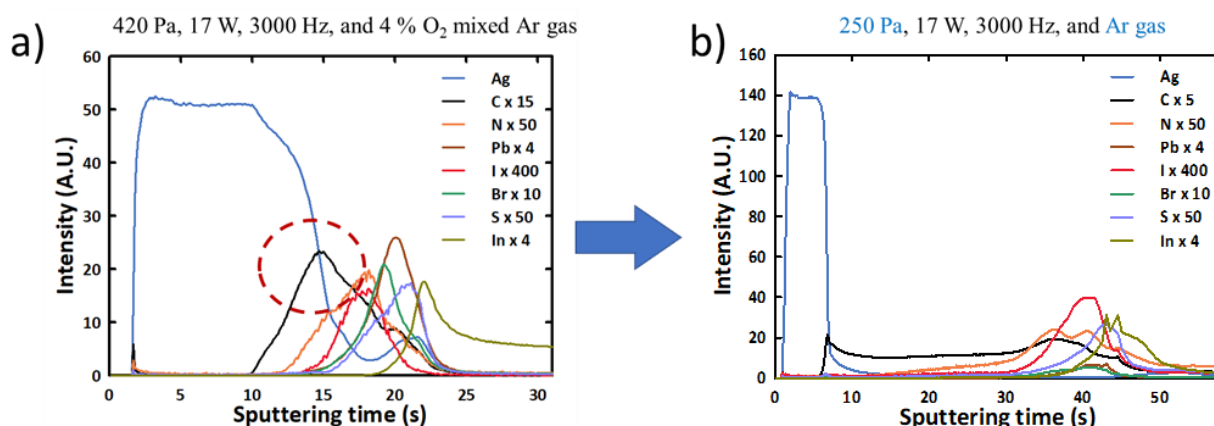 420 Pa, 17 W, 3000 Hz, and 4 % O₂ mixed Ar gas
a)
60
50
40
30
20
10
0
Intensity (A.U.)
Ag
C x 15
N x 50
Pb x 4
I x 400
Br x 10
S x 50
In x 4
0 5 10 15 20 25 30
Sputtering time (s)
250 Pa, 17 W, 3000 Hz, and Ar gas
b)
160
140
120
100
80
60
40
20
0
Intensity (A.U.)
Ag
C x 5
N x 50
Pb x 4
I x 400
Br x 10
S x 50
In x 4
0 10 20 30 40 50
Sputtering time (s)